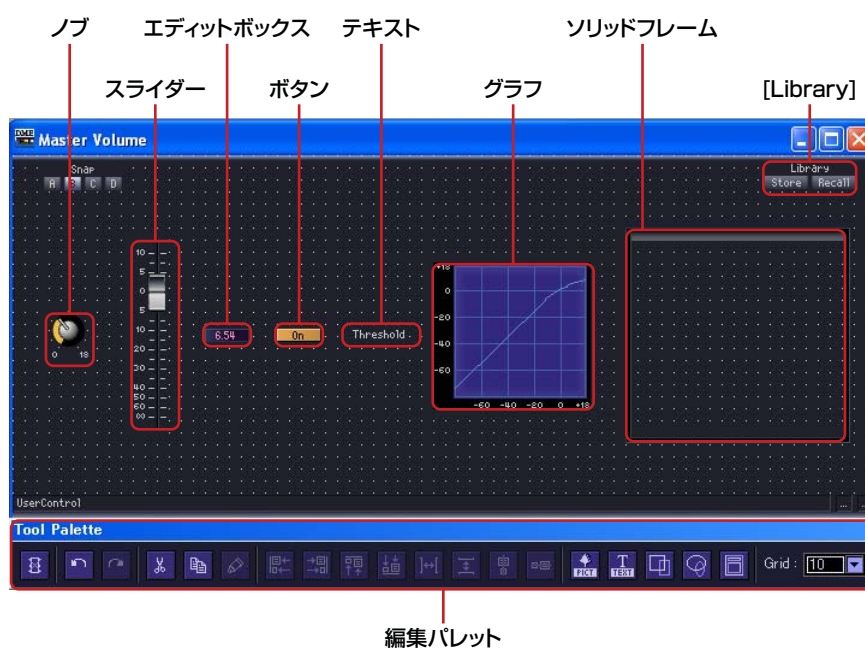 ノブ エディットボックス テキスト ソリッドフレーム
スライダー ボタン グラフ [Library]
DME Master Volume
Snap
A B C D
Library
Store Recall
10
5
0
5
10
20
30
40
50
60
∞
0 18
6.54
On
Threshold
+18
0
-20
-40
-60
-60 -40 -20 0 +18
UserControl
... ...
Tool Palette
PICT
T
TEXT
Grid : 10
編集パレット